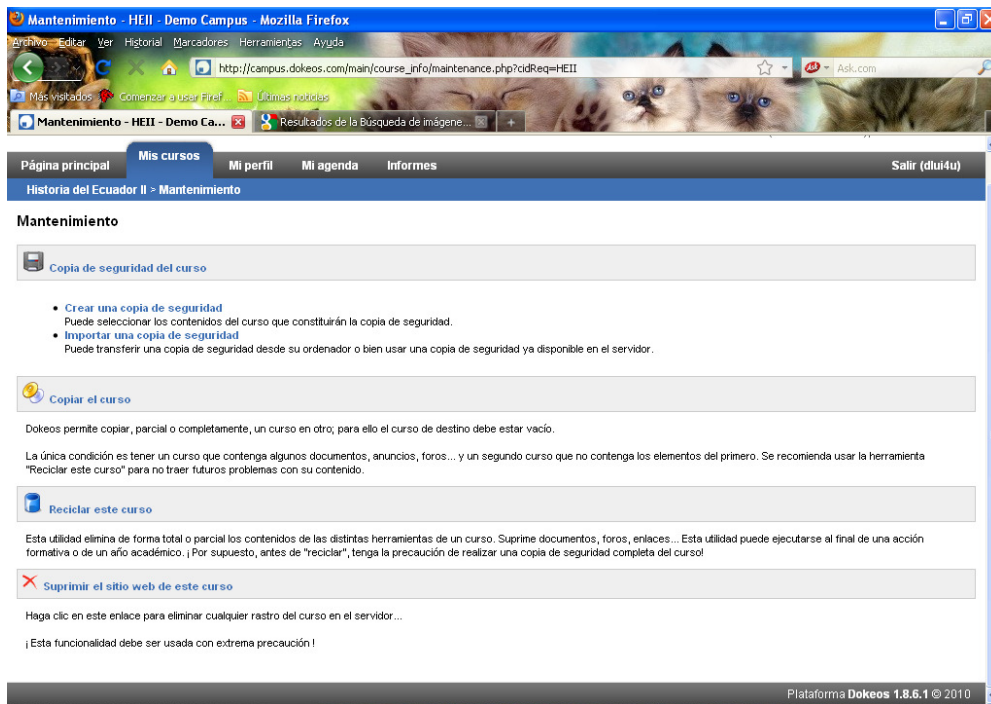 Mantenimiento - HEII - Demo Campus - Mozilla Firefox
Archivo Editar Ver Historial Marcadores Herramientas Ayuda
http://campus.dokeos.com/main/course_info/maintenance.php?cidReq=HEII
Ask.com
Más visitados Comenzar a usar Firef... Últimas noticias
Mantenimiento - HEII - Demo Ca... Resultados de la Búsqueda de imágene...
Página principal Mis cursos Mi perfil Mi agenda Informes Salir (dlui4u)
Historia del Ecuador II > Mantenimiento
Mantenimiento
Copia de seguridad del curso
• Crear una copia de seguridad
Puede seleccionar los contenidos del curso que constituirán la copia de seguridad.
• Importar una copia de seguridad
Puede transferir una copia de seguridad desde su ordenador o bien usar una copia de seguridad ya disponible en el servidor.
Copiar el curso
Dokeos permite copiar, parcial o completamente, un curso en otro; para ello el curso de destino debe estar vacío.
La única condición es tener un curso que contenga algunos documentos, anuncios, foros... y un segundo curso que no contenga los elementos del primero. Se recomienda usar la herramienta
"Reciclar este curso" para no traer futuros problemas con su contenido.
Reciclar este curso
Esta utilidad elimina de forma total o parcial los contenidos de las distintas herramientas de un curso. Suprime documentos, foros, enlaces... Esta utilidad puede ejecutarse al final de una acción
formativa o de un año académico. ¡ Por supuesto, antes de "reciclar", tenga la precaución de realizar una copia de seguridad completa del curso!
Suprimir el sitio web de este curso
Haga clic en este enlace para eliminar cualquier rastro del curso en el servidor...
¡ Esta funcionalidad debe ser usada con extrema precaución !
Plataforma Dokeos 1.8.6.1 © 2010